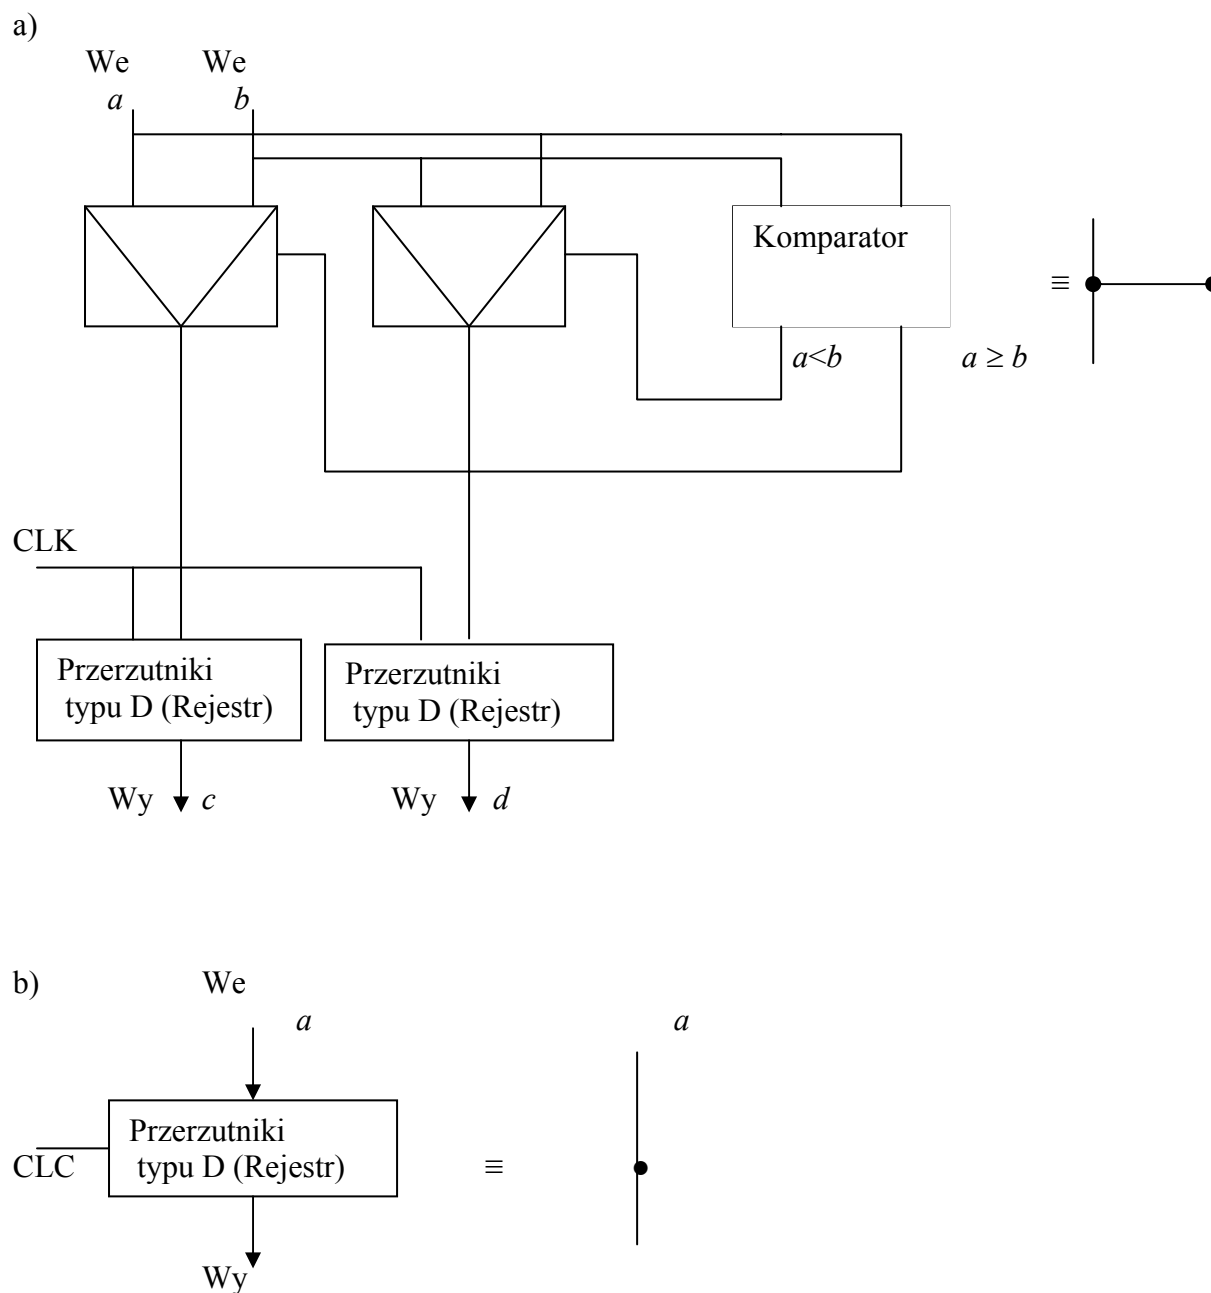 a)
We We
a b
Komparator
≡
a<b a ≥ b
CLK
Przerzutniki
typu D (Rejestr)
Przerzutniki
typu D (Rejestr)
Wy c Wy d
b)
We
a a
Przerzutniki
typu D (Rejestr)
CLC ≡
Wy